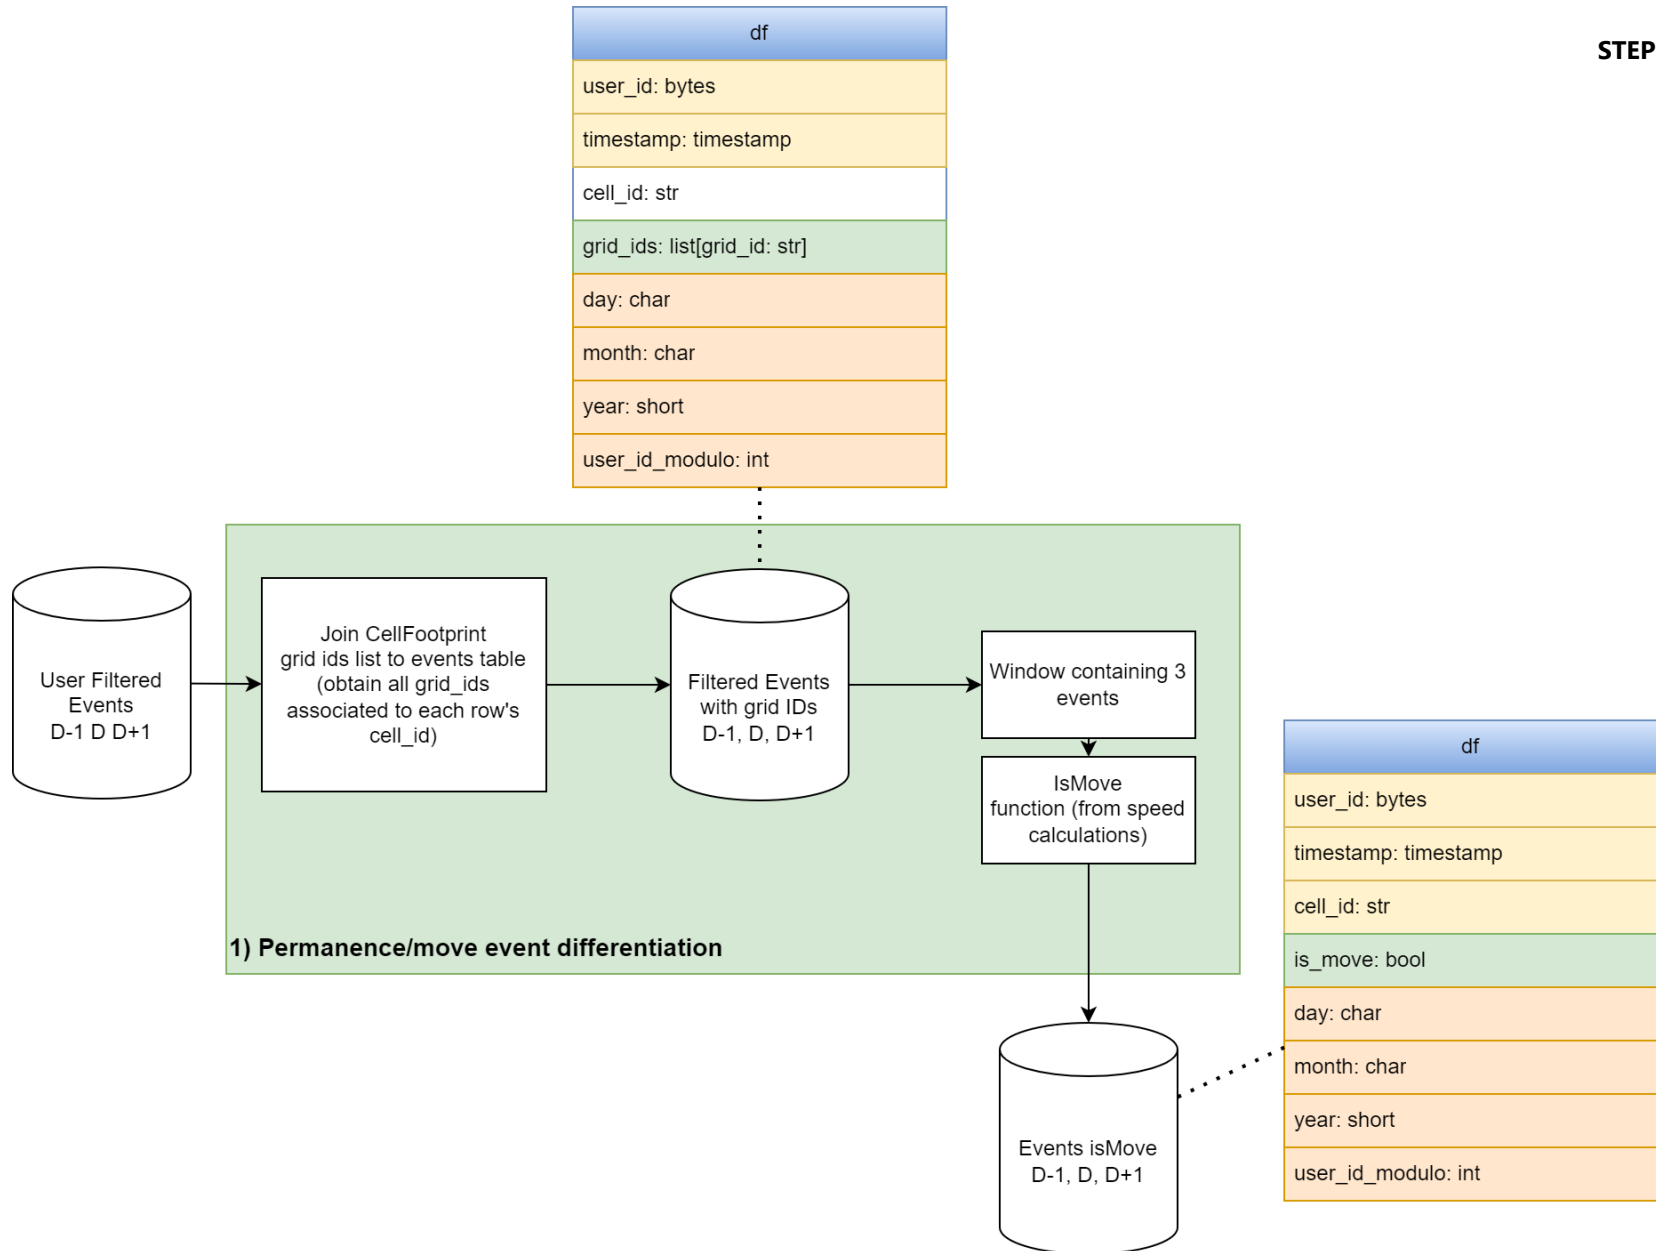 df
STEP
user_id: bytes
timestamp: timestamp
cell_id: str
grid_ids: list[grid_id: str]
day: char
month: char
year: short
user_id_modulo: int
User Filtered
Events
D-1 D D+1
Join CellFootprint
grid ids list to events table
(obtain all grid_ids
associated to each row's
cell_id)
Filtered Events
with grid IDs
D-1, D, D+1
Window containing 3
events
IsMove
function (from speed
calculations)
1) Permanence/move event differentiation
df
user_id: bytes
timestamp: timestamp
cell_id: str
is_move: bool
day: char
month: char
year: short
user_id_modulo: int
Events isMove
D-1, D, D+1